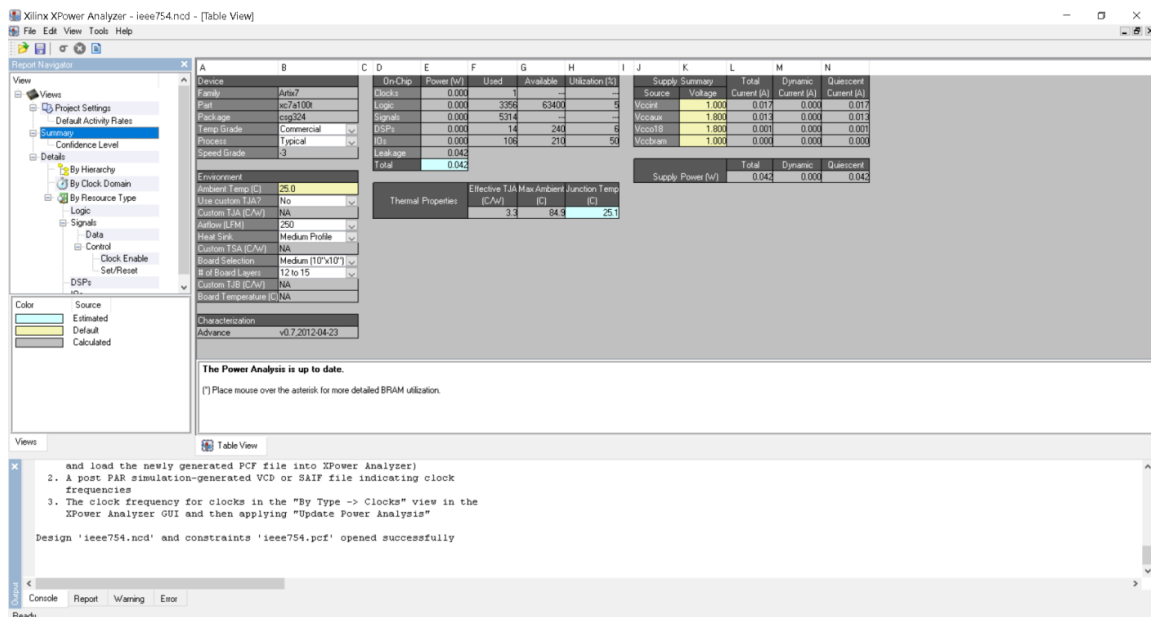 Xilinx XPower Analyzer - ieee754.ncd - [Table View]
File Edit View Tools Help
Report Navigator
View
Views
Project Settings
Default Activity Rates
Summary
Confidence Level
Details
By Hierarchy
By Clock Domain
By Resource Type
Logic
Signals
Data
Control
Clock Enable
Set/Reset
DSPs
IOs
Color Source
Estimated
Default
Calculated
Views
A B C D E F G H I J K L M N
Device
Family Artix7
Part xc7a100t
Package csg324
Temp Grade Commercial
Process Typical
Speed Grade -3
Environment
Ambient Temp (C) 25.0
Use custom TJA? No
Custom TJA (C/W) NA
Airflow (LFM) 250
Heat Sink Medium Profile
Custom TSA (C/W) NA
Board Selection Medium (10"x10")
# of Board Layers 12 to 15
Custom TJB (C/W) NA
Board Temperature (C) NA
Characterization
Advance v0.7,2012-04-23
On-Chip Power (W) Used Available Utilization (%)
Clocks 0.000 1 --- ---
Logic 0.000 3356 63400 5
Signals 0.000 5314 --- ---
DSPs 0.000 14 240 6
IOs 0.000 106 210 50
Leakage 0.042
Total 0.042
Effective TJA Max Ambient Junction Temp
Thermal Properties (C/W) (C) (C)
3.3 84.9 25.1
Supply Summary Total Dynamic Quiescent
Source Voltage Current (A) Current (A) Current (A)
Vccint 1.000 0.017 0.000 0.017
Vccaux 1.800 0.013 0.000 0.013
Vcco18 1.800 0.001 0.000 0.001
Vccbram 1.000 0.000 0.000 0.000
Total Dynamic Quiescent
Supply Power (W) 0.042 0.000 0.042
The Power Analysis is up to date.
(*) Place mouse over the asterisk for more detailed BRAM utilization.
Table View
and load the newly generated PCF file into XPower Analyzer)
2. A post PAR simulation-generated VCD or SAIF file indicating clock
frequencies
3. The clock frequency for clocks in the "By Type -> Clocks" view in the
XPower Analyzer GUI and then applying "Update Power Analysis"
Design 'ieee754.ncd' and constraints 'ieee754.pcf' opened successfully
Output
Console Report Warning Error
Ready